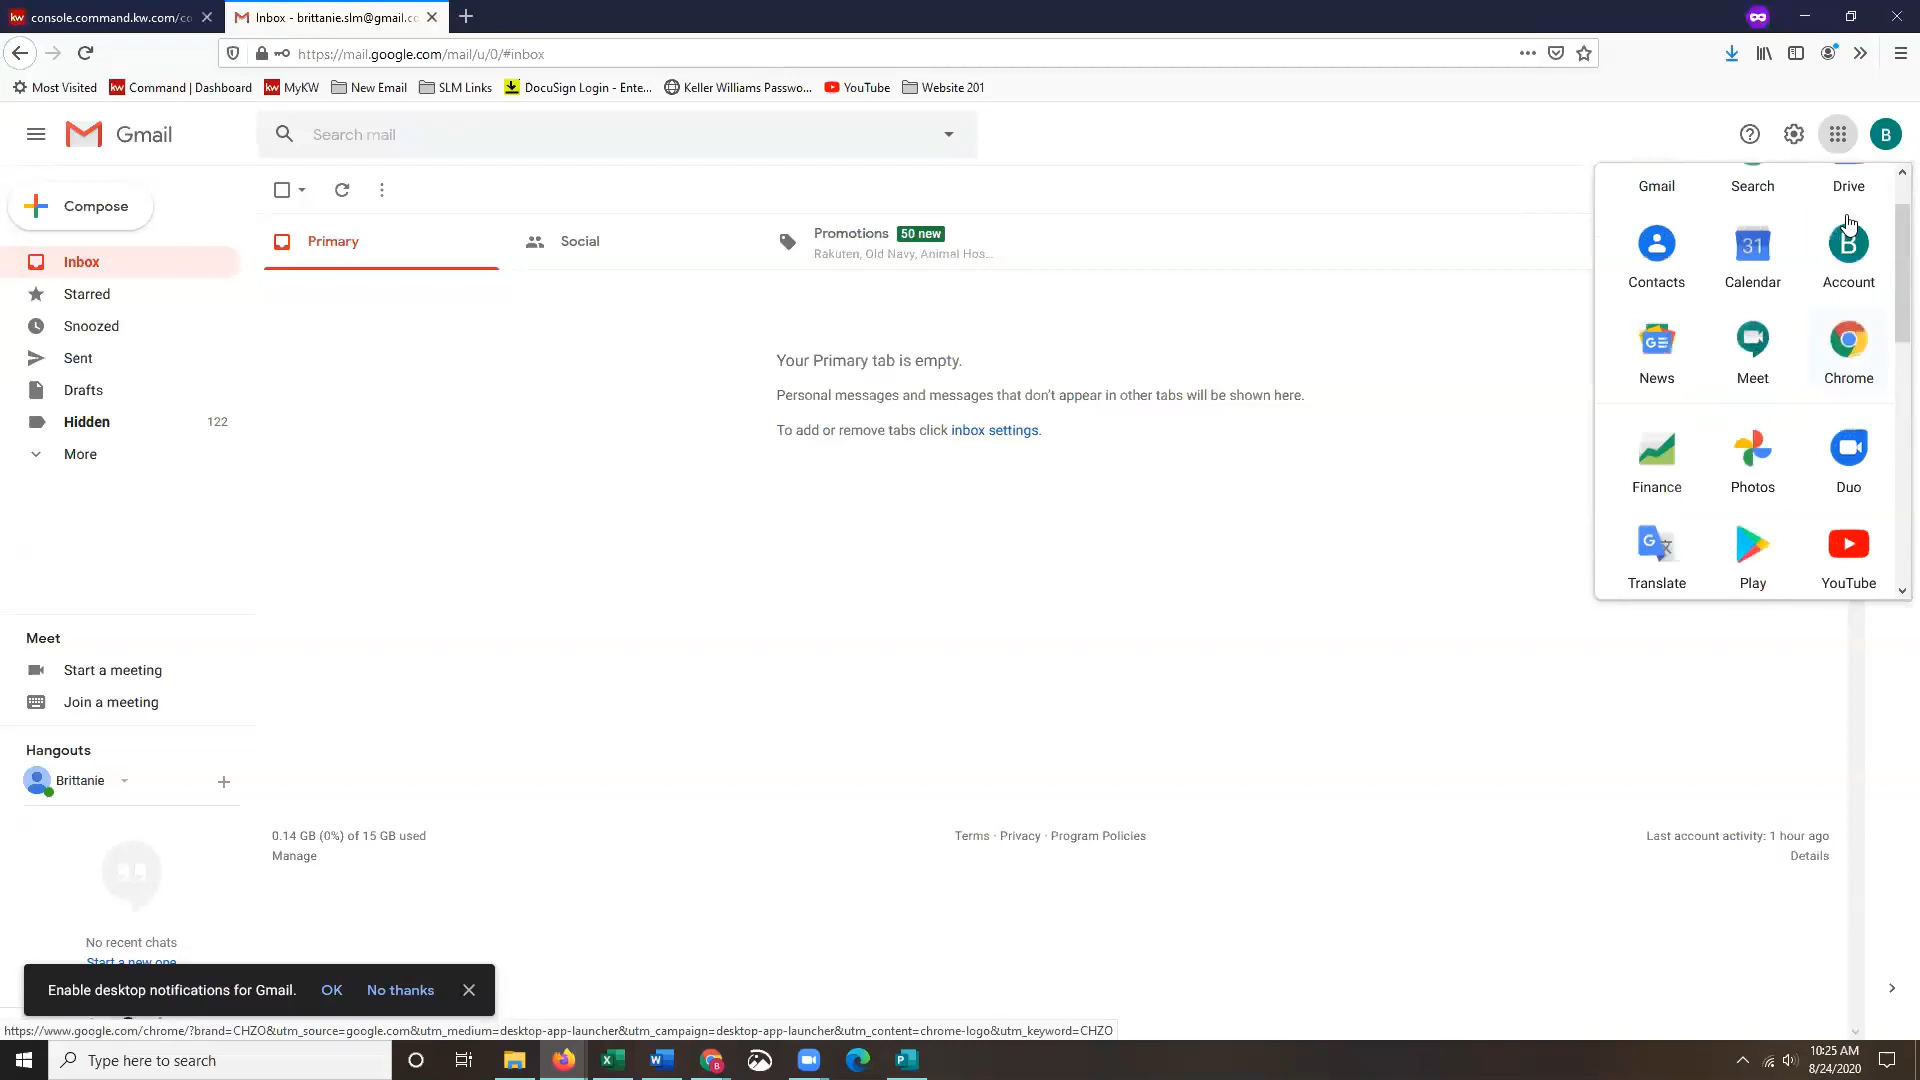 kw console.command.kw.com/co
Inbox - brittanie.slm@gmail.co
https://mail.google.com/mail/u/0/#inbox
Most Visited
kw Command | Dashboard
kw MyKW
New Email
SLM Links
DocuSign Login - Ente...
Keller Williams Passwo...
YouTube
Website 201
Gmail
Search mail
B
Compose
Primary
Social
Promotions 50 new
Rakuten, Old Navy, Animal Hos...
Inbox
Starred
Snoozed
Sent
Drafts
Hidden 122
More
Your Primary tab is empty.
Personal messages and messages that don't appear in other tabs will be shown here.
To add or remove tabs click inbox settings.
Gmail Search Drive
31 B
Contacts Calendar Account
GE
News Meet Chrome
Finance Photos Duo
G
Translate Play YouTube
Meet
Start a meeting
Join a meeting
Hangouts
Brittanie
No recent chats
Start a new one
0.14 GB (0%) of 15 GB used
Manage
Terms · Privacy · Program Policies
Last account activity: 1 hour ago
Details
Enable desktop notifications for Gmail. OK No thanks
https://www.google.com/chrome/?brand=CHZO&utm_source=google.com&utm_medium=desktop-app-launcher&utm_campaign=desktop-app-launcher&utm_content=chrome-logo&utm_keyword=CHZO
Type here to search
10:25 AM
8/24/2020